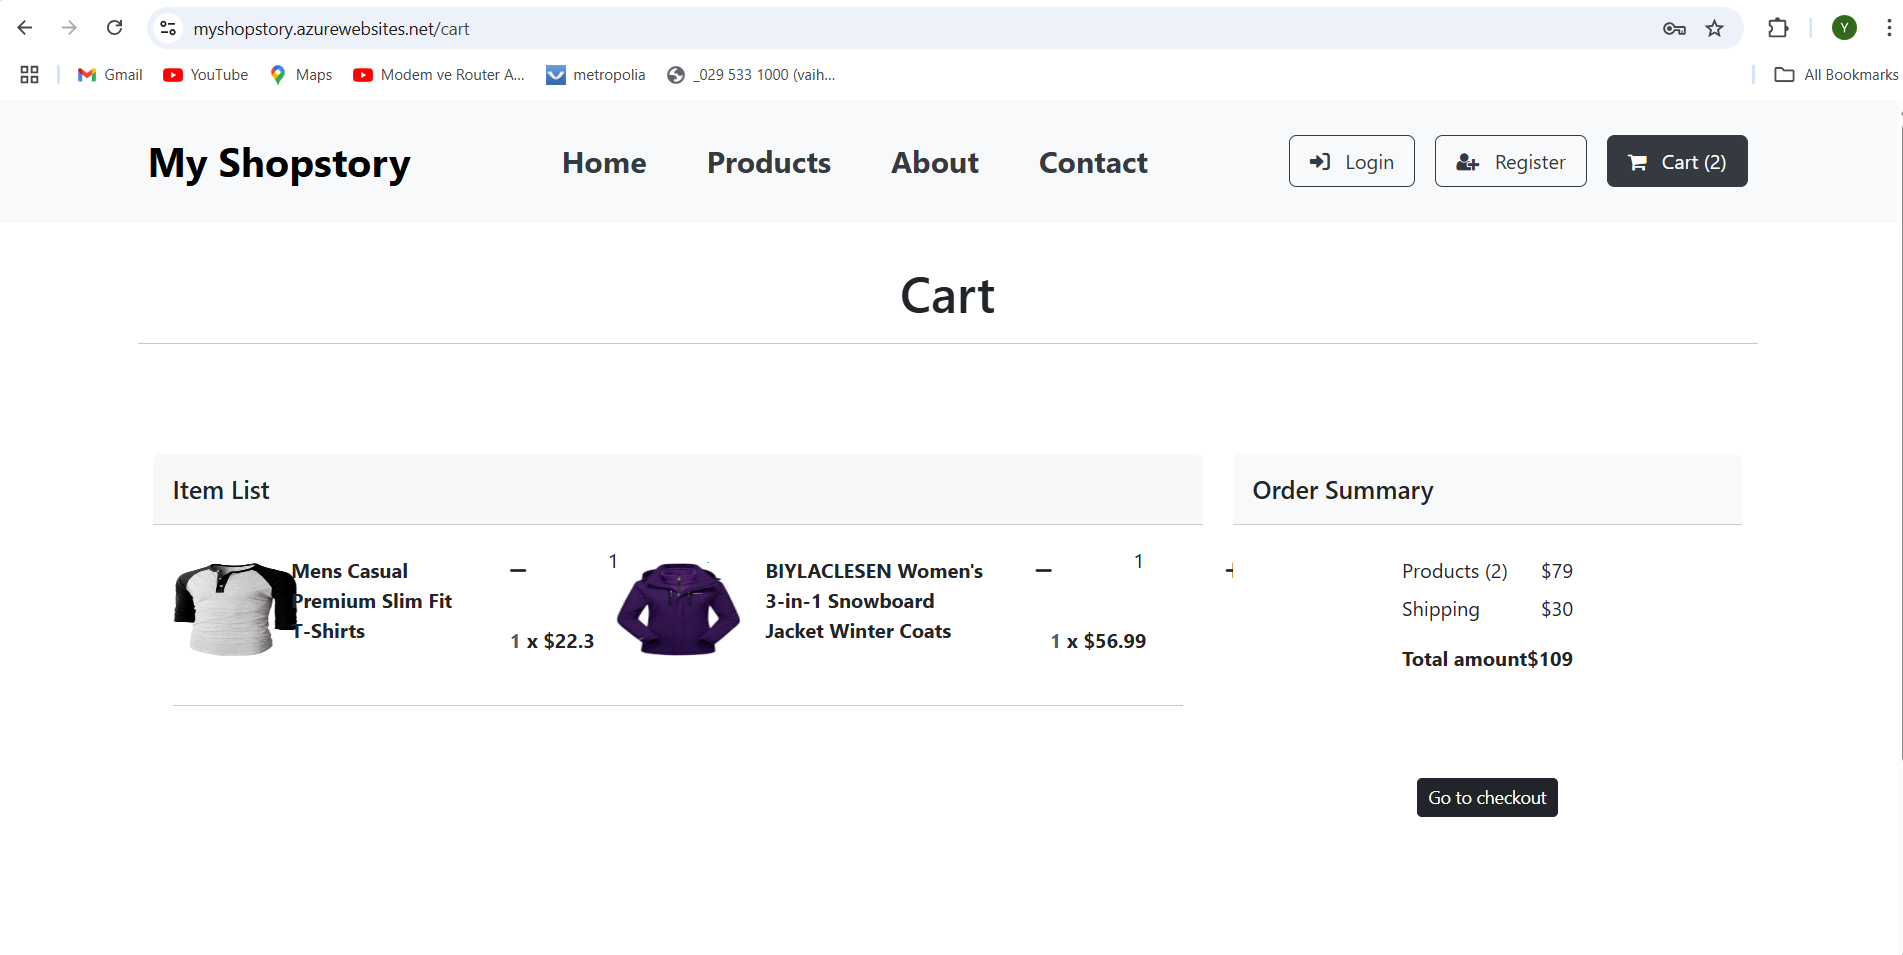 myshopstory.azurewebsites.net/cart
Y
Gmail
YouTube
Maps
Modem ve Router A...
metropolia
_029 533 1000 (vaih...
All Bookmarks
My Shopstory
Home
Products
About
Contact
Login
Register
Cart (2)
Cart
Item List
Mens Casual
Premium Slim Fit
T-Shirts
1
1 x $22.3
BIYLACLESEN Women's
3-in-1 Snowboard
Jacket Winter Coats
1
1 x $56.99
Order Summary
Products (2) $79
Shipping $30
Total amount$109
Go to checkout